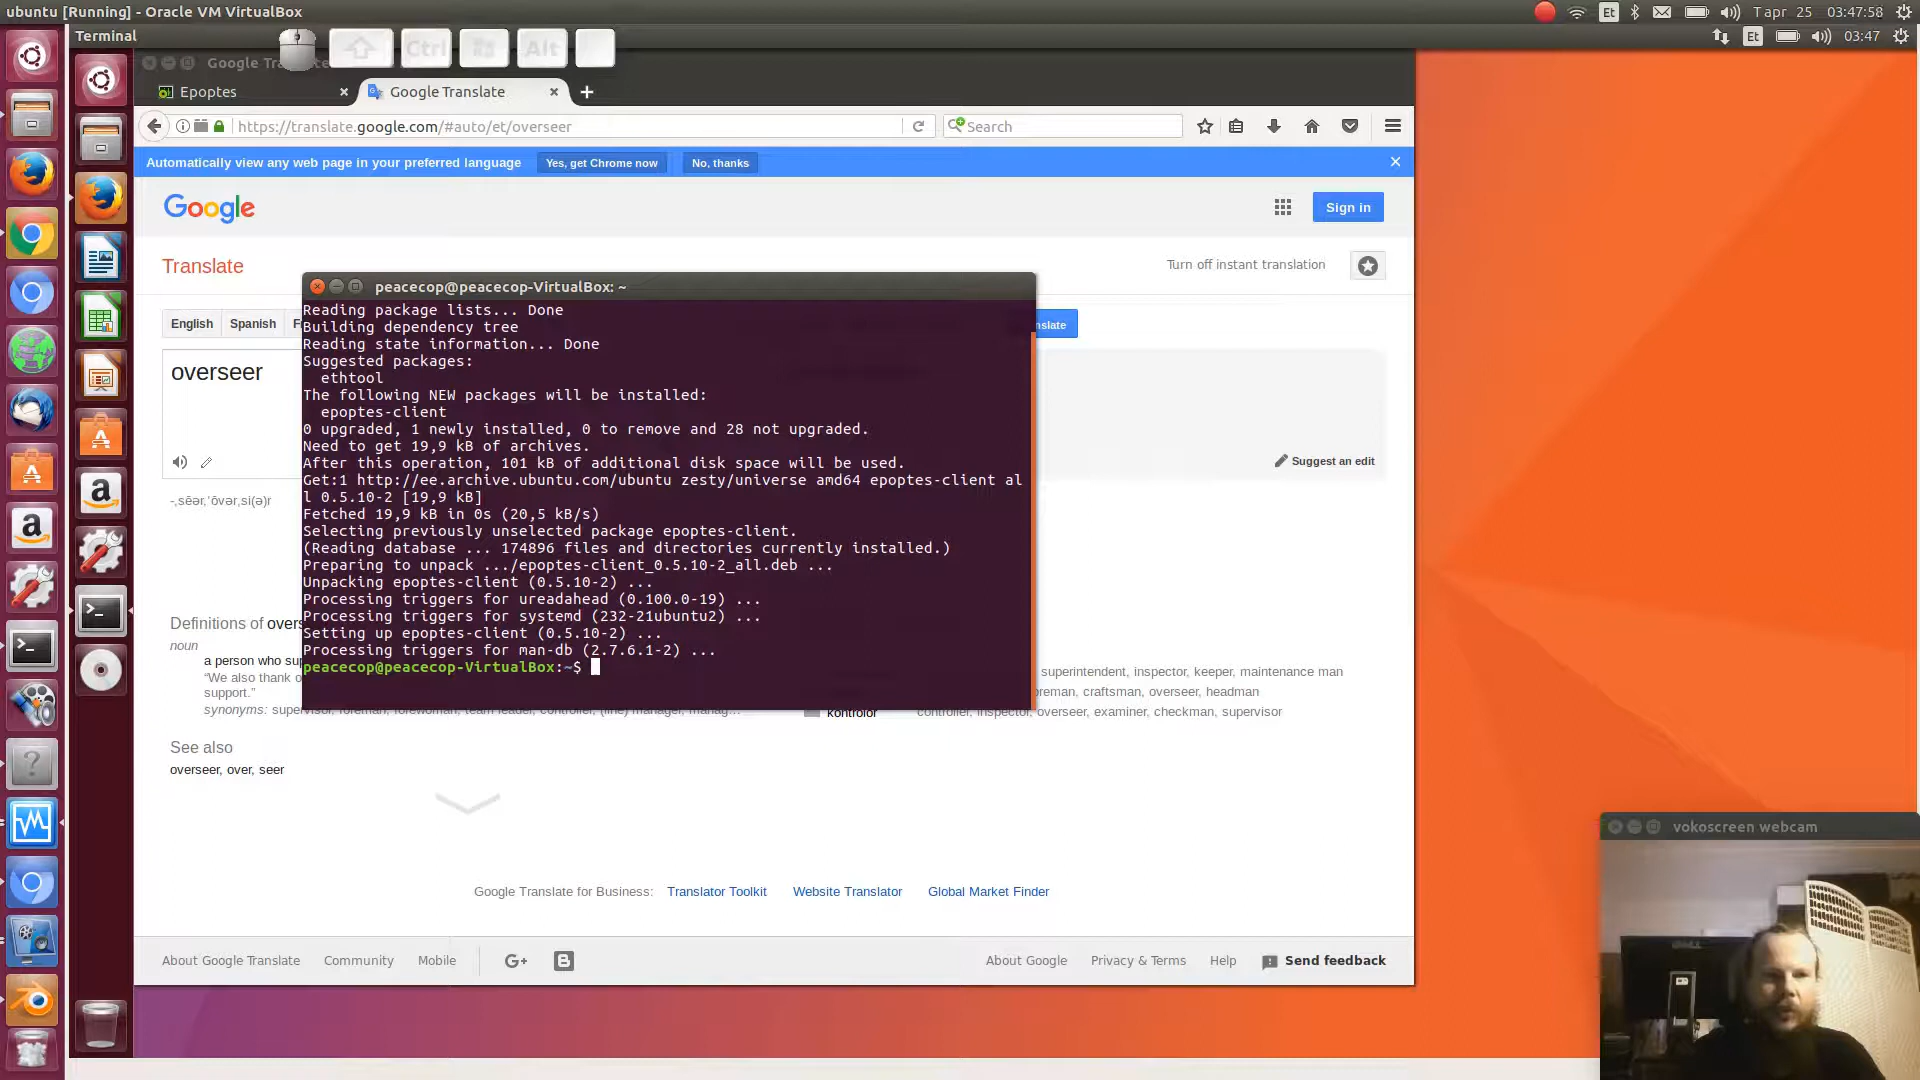 ubuntu [Running] - Oracle VM VirtualBox
Et
T apr 25 03:47:58
Terminal
Ctrl
Alt
Et
03:47
Epoptes
Google Translate
https://translate.google.com/#auto/et/overseer
Search
Automatically view any web page in your preferred language
Yes, get Chrome now
No, thanks
Google
Sign in
Translate
Turn off instant translation
English
Spanish
overseer
Suggest an edit
-ˌsēər,ˈōvərˌsi(ə)r
peacecop@peacecop-VirtualBox: ~
Reading package lists... Done
Building dependency tree
Reading state information... Done
Suggested packages:
ethtool
The following NEW packages will be installed:
epoptes-client
0 upgraded, 1 newly installed, 0 to remove and 28 not upgraded.
Need to get 19,9 kB of archives.
After this operation, 101 kB of additional disk space will be used.
Get:1 http://ee.archive.ubuntu.com/ubuntu zesty/universe amd64 epoptes-client al
l 0.5.10-2 [19,9 kB]
Fetched 19,9 kB in 0s (20,5 kB/s)
Selecting previously unselected package epoptes-client.
(Reading database ... 174896 files and directories currently installed.)
Preparing to unpack .../epoptes-client_0.5.10-2_all.deb ...
Unpacking epoptes-client (0.5.10-2) ...
Processing triggers for ureadahead (0.100.0-19) ...
Processing triggers for systemd (232-21ubuntu2) ...
Setting up epoptes-client (0.5.10-2) ...
Processing triggers for man-db (2.7.6.1-2) ...
peacecop@peacecop-VirtualBox:~$
Definitions of
noun
a person who
"We also thank
support."
synonyms:
superintendent, inspector, keeper, maintenance man
craftsman, overseer, headman
kontrolör
controller, inspector, overseer, examiner, checkman, supervisor
See also
overseer, over, seer
Google Translate for Business:
Translator Toolkit
Website Translator
Global Market Finder
About Google Translate
Community
Mobile
G+
About Google
Privacy & Terms
Help
Send feedback
vokoscreen webcam